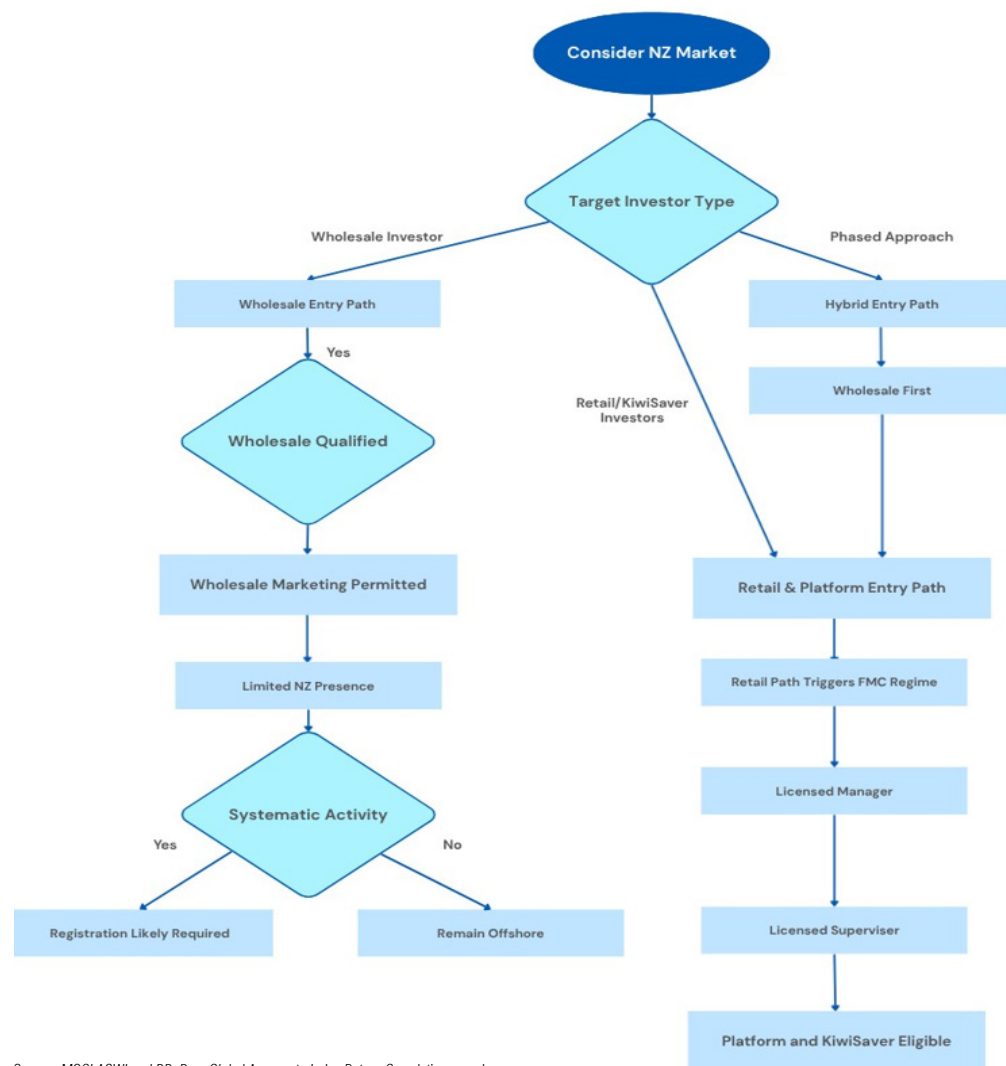 Consider NZ Market
Target Investor Type
Wholesale Investor
Phased Approach
Wholesale Entry Path
Hybrid Entry Path
Yes
Wholesale First
Retail/KiwiSaver
Investors
Wholesale Qualified
Wholesale Marketing Permitted
Retail & Platform Entry Path
Limited NZ Presence
Retail Path Triggers FMC Regime
Systematic Activity
Licensed Manager
Yes
No
Registration Likely Required
Remain Offshore
Licensed Superviser
Platform and KiwiSaver Eligible